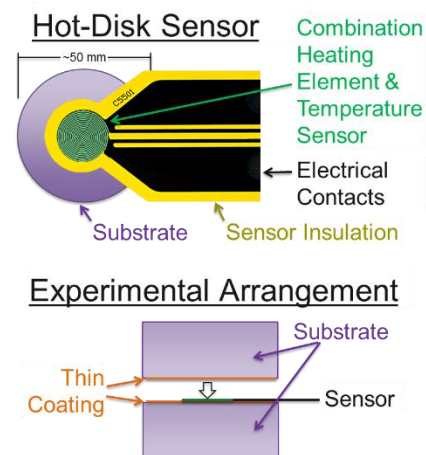 Hot-Disk Sensor
~50 mm
CS501
Combination
Heating
Element &
Temperature
Sensor
Electrical
Contacts
Substrate
Sensor Insulation
Experimental Arrangement
Substrate
Thin
Coating
Sensor